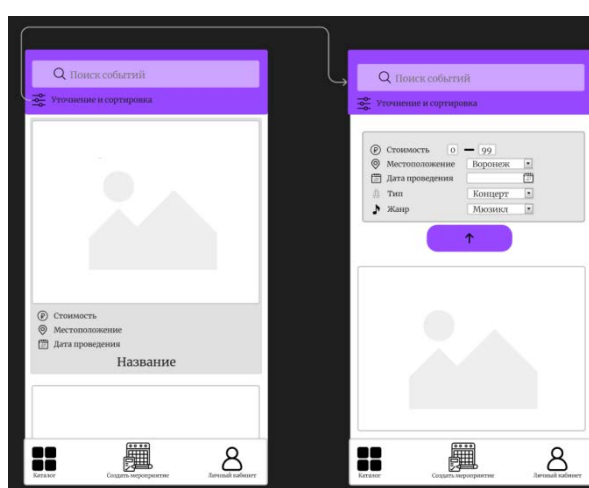 Поиск событий
Уточнение и сортировка
Стоимость
Местоположение
Дата проведения
Название
Каталог
Создать мероприятие
Личный кабинет
Поиск событий
Уточнение и сортировка
Стоимость 0 — 99
Местоположение Воронеж
Дата проведения
Тип Концерт
Жанр Мюзикл
Каталог
Создать мероприятие
Личный кабинет